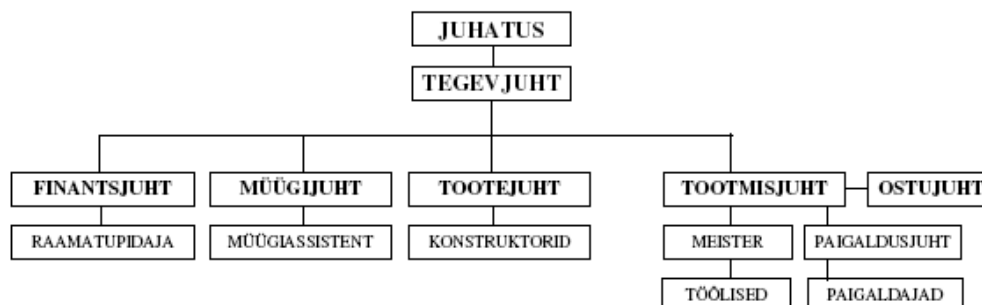 JUHATUS
TEGEVJUHT
FINANTSJUHT MÜÜGIJUHT TOOTEJUHT TOOTMISJUHT OSTUJUHT
RAAMATUPIDAJA MÜÜGIASSISTENT KONSTRUKTORID MEISTER PAIGALDUSJUHT
TÖÖLISED PAIGALDAJAD